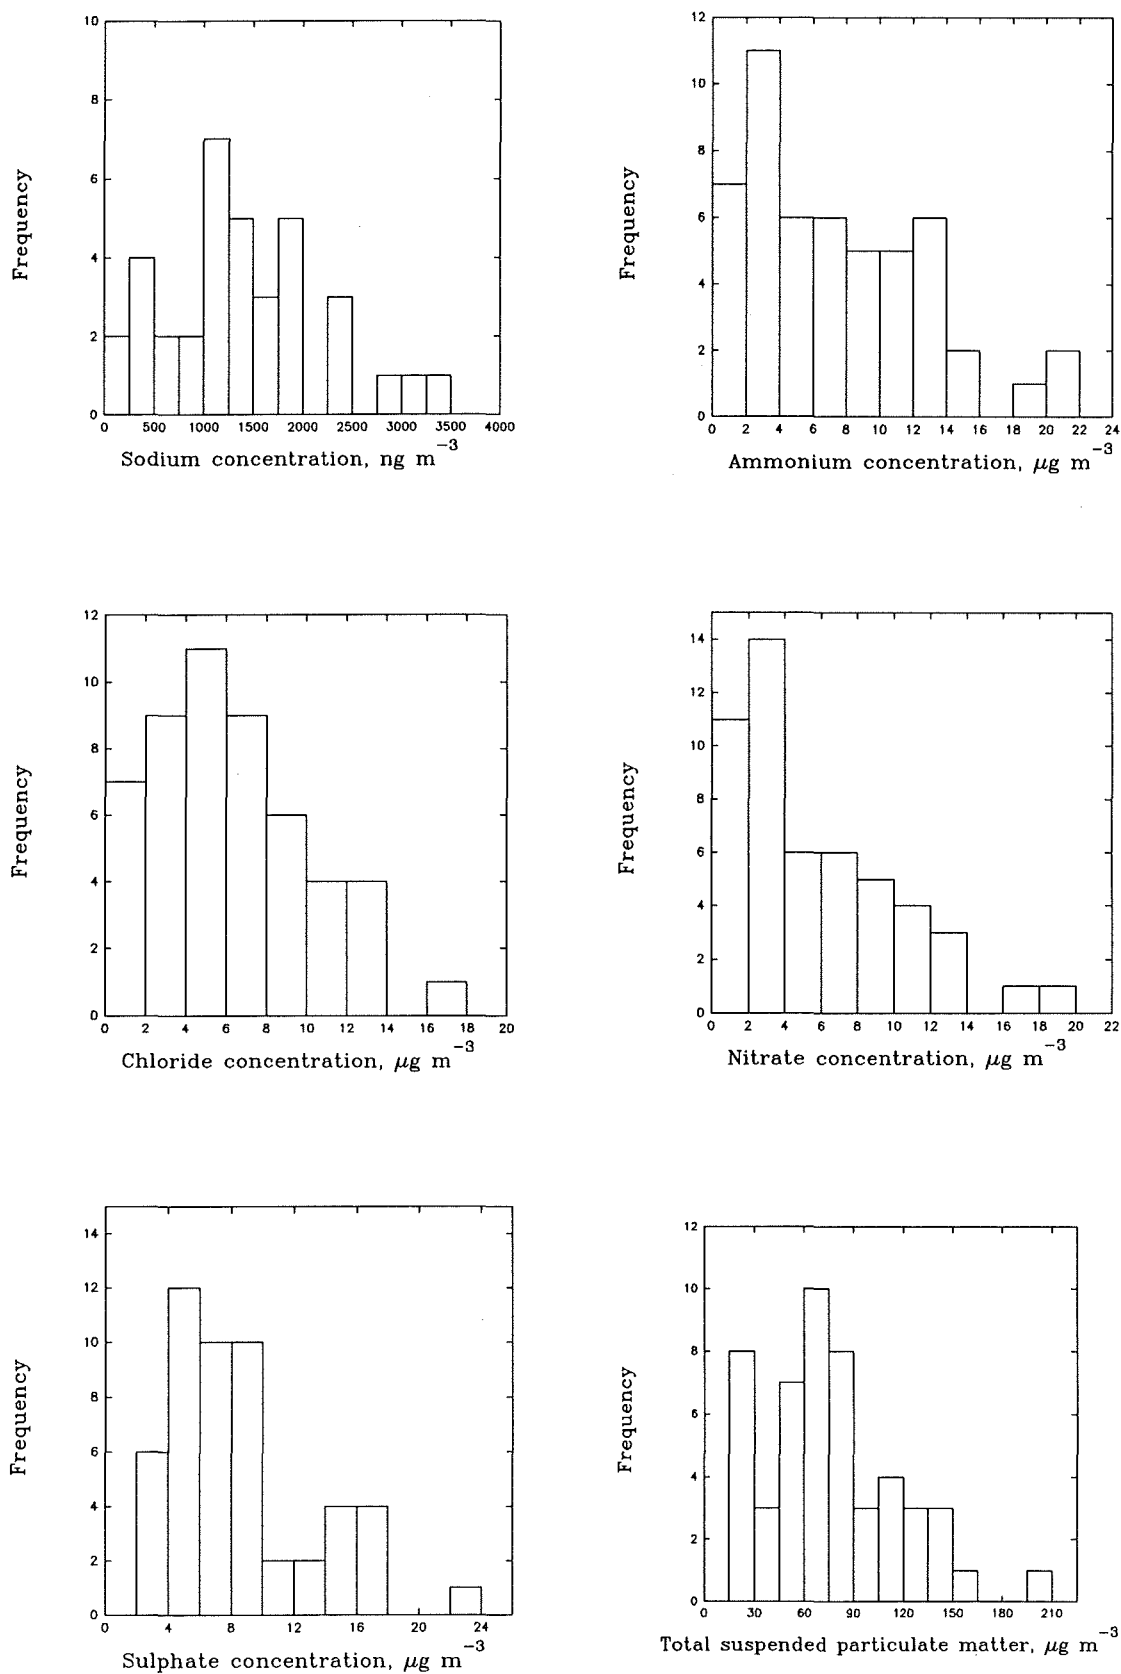 10
8
6
4
2
0
Frequency
0 500 1000 1500 2000 2500 3000 3500 4000
Sodium concentration, ng m⁻³
12
10
8
6
4
2
0
Frequency
0 2 4 6 8 10 12 14 16 18 20 22 24
Ammonium concentration, μg m⁻³
12
10
8
6
4
2
0
Frequency
0 2 4 6 8 10 12 14 16 18 20
Chloride concentration, μg m⁻³
14
12
10
8
6
4
2
0
Frequency
0 2 4 6 8 10 12 14 16 18 20 22
Nitrate concentration, μg m⁻³
14
12
10
8
6
4
2
0
Frequency
0 4 8 12 16 20 24
Sulphate concentration, μg m⁻³
12
10
8
6
4
2
0
Frequency
0 30 60 90 120 150 180 210
Total suspended particulate matter, μg m⁻³